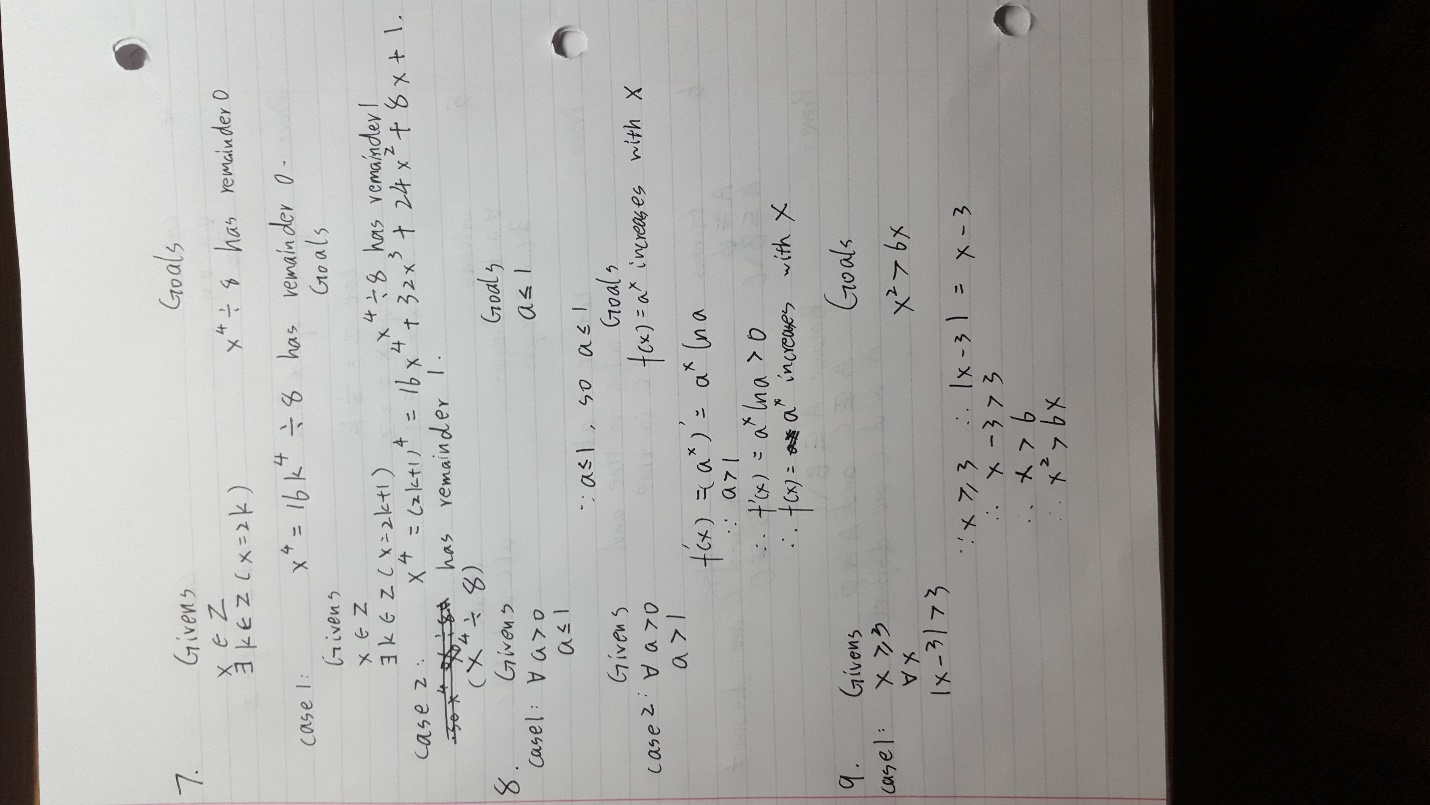 7. Givens Goals
x ∈ Z x⁴ ÷ 8 has remainder 0
∃ k ∈ Z (x=2k)
case 1: x⁴ = 16k⁴ ÷ 8 has remainder 0.
Givens Goals
x ∈ Z
∃ k ∈ Z (x=2k+1) x⁴ ÷ 8 has remainder 1
case 2: x⁴ = (2k+1)⁴ = 16x⁴ + 32x³ + 24x² + 8x + 1.
has remainder 1.
(x⁴ ÷ 8)
8. Givens Goals
case1: ∀ a>0 a≤1
a≤1
∵ a≤1, so a≤1
Givens Goals
case 2: ∀ a>0 f(x)=aˣ increases with x
a>1
f'(x) = (aˣ)' = aˣ ln a
∵ a>1
∴ f'(x) = aˣ ln a > 0
∴ f(x) = aˣ increases with x
9. Givens Goals
case1: x ⩾ 3 x² > 6x
∀x
|x-3| > 3
∵ x ⩾ 3 ∴ |x-3| = x-3
∴ x-3 > 3
∴ x > 6
∴ x² > 6x